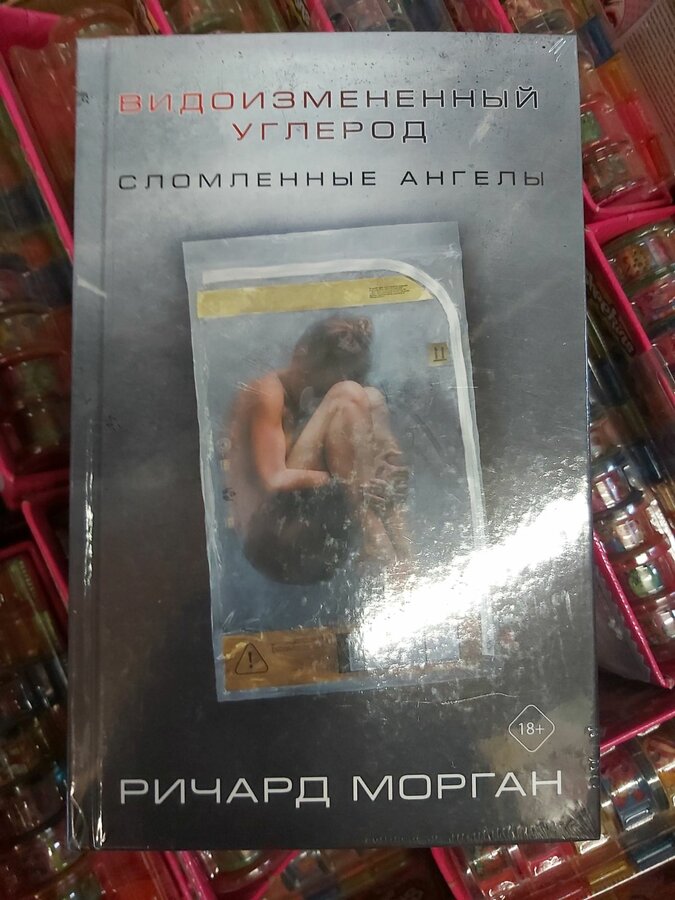 ВИДОИЗМЕНЕННЫЙ
УГЛЕРОД
СЛОМЛЕННЫЕ АНГЕЛЫ
18+
РИЧАРД МОРГАН